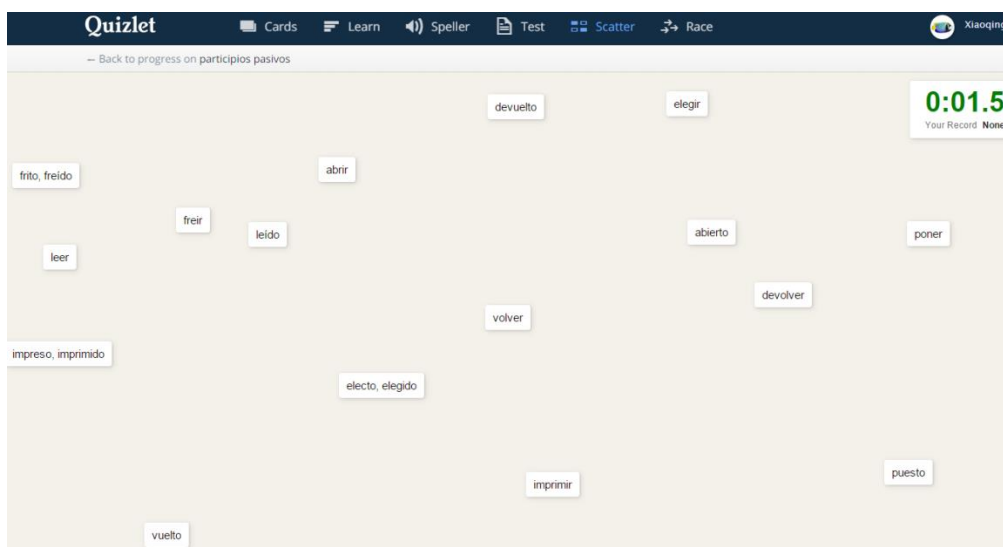 Quizlet Cards Learn Speller Test Scatter Race Xiaoqing
← Back to progress on participios pasivos
devuelto elegir 0:01.5
Your Record None
abrir
frito, freído
freir
leído abierto poner
leer
devolver
volver
impreso, imprimido
electo, elegido
puesto
imprimir
vuelto